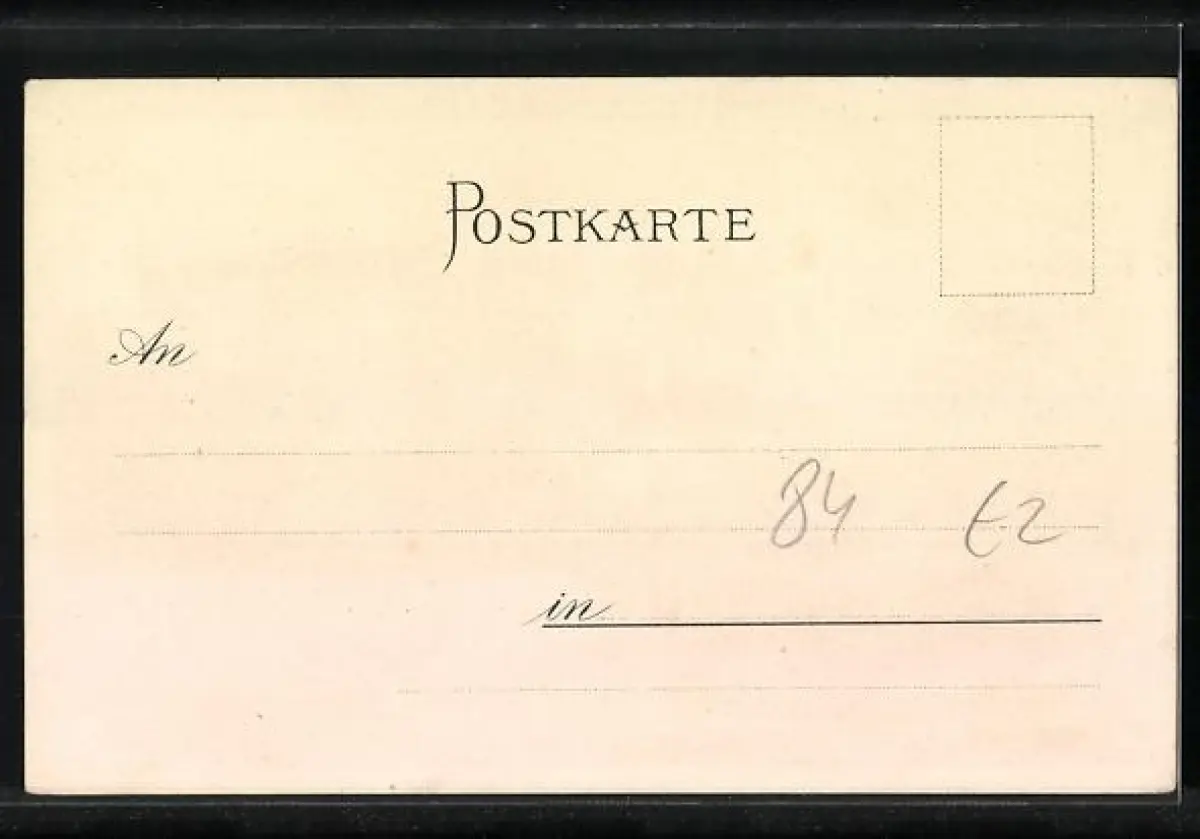 POSTKARTE
An
84 E2
in